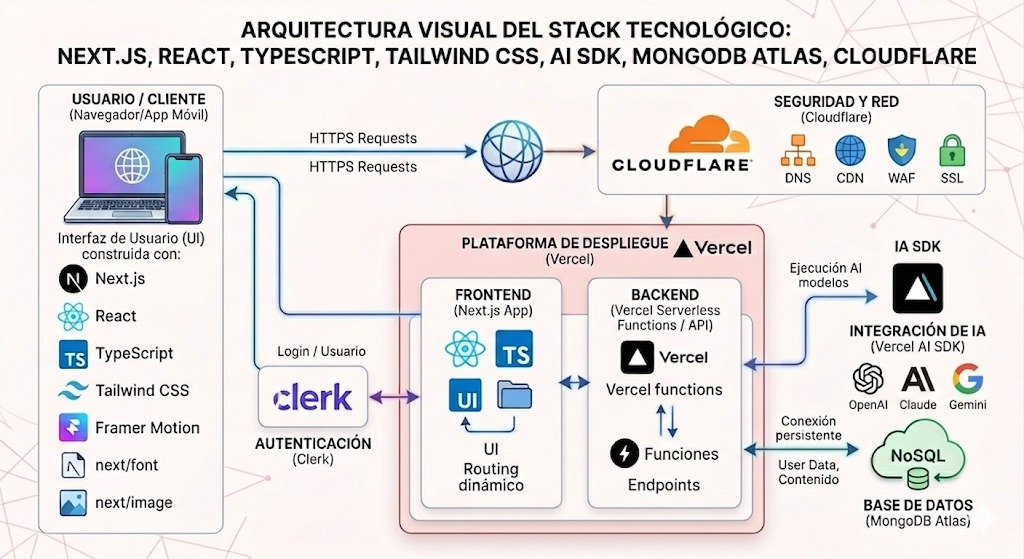 ARQUITECTURA VISUAL DEL STACK TECNOLÓGICO:
NEXT.JS, REACT, TYPESCRIPT, TAILWIND CSS, AI SDK, MONGODB ATLAS, CLOUDFLARE
USUARIO / CLIENTE
(Navegador/App Móvil)
Interfaz de Usuario (UI)
construida con:
N
Next.js
React
TS
TypeScript
Tailwind CSS
Framer Motion
N
next/font
next/image
HTTPS Requests
HTTPS Requests
SEGURIDAD Y RED
(Cloudflare)
CLOUDFLARE
DNS
CDN
WAF
SSL
PLATAFORMA DE DESPLIEGUE
(Vercel)
Vercel
Login / Usuario
clerk
AUTENTICACIÓN
(Clerk)
FRONTEND
(Next.js App)
TS
UI
UI
Routing
dinámico
BACKEND
(Vercel Serverless
Functions / API)
Vercel
Vercel functions
Funciones
Endpoints
Ejecución AI
modelos
IA SDK
INTEGRACIÓN DE IA
(Vercel AI SDK)
OpenAI
Claude
Gemini
Conexión
persistente
User Data,
Contenido
NoSQL
BASE DE DATOS
(MongoDB Atlas)